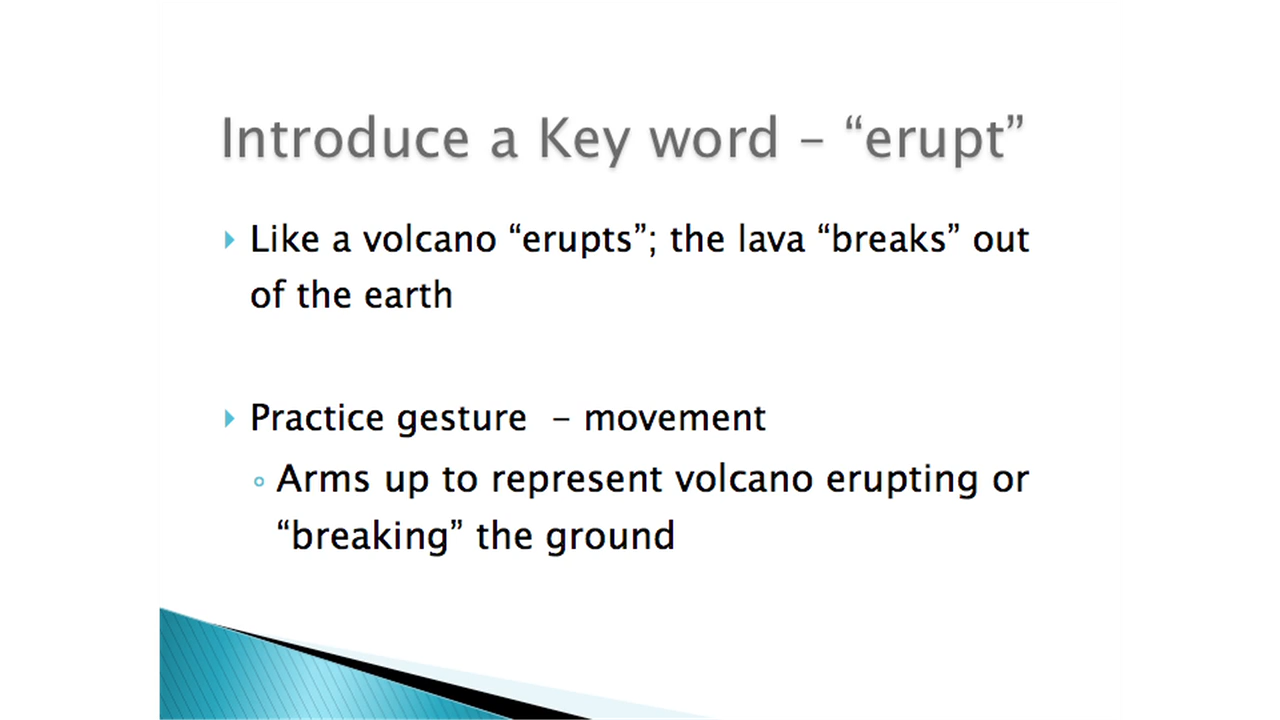 Introduce a Key word – “erupt”
Like a volcano “erupts”; the lava “breaks” out
of the earth
Practice gesture – movement
Arms up to represent volcano erupting or
“breaking” the ground